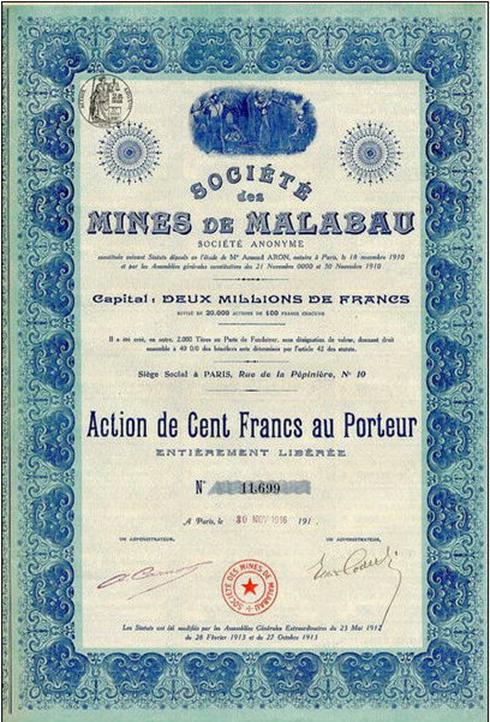 SOCIÉTÉ
des
MINES DE MALABAU
SOCIÉTÉ ANONYME
constituée suivant Statuts déposés en l'étude de Me Armand ARON, notaire à Paris, le 18 novembre 1910
et par les Assemblées générales constitutives des 21 Novembre 0000 et 30 Novembre 1910
Capital : DEUX MILLIONS DE FRANCS
DIVISÉ EN 20.000 ACTIONS DE 100 FRANCS CHACUNE
Il a été créé, en outre, 2.000 Titres ou Parts de Fondateur, sans désignation de valeur, donnant droit
ensemble à 40 0/0 des bénéfices nets déterminés par l'article 42 des statuts.
Siège Social à PARIS, Rue de la Pépinière, No 10
Action de Cent Francs au Porteur
ENTIÈREMENT LIBÉRÉE
No 11.699
A Paris, le 30 NOV 1916 191
UN ADMINISTRATEUR, UN ADMINISTRATEUR,
SOCIÉTÉ DES MINES DE MALABAU
Les Statuts ont été modifiés par les Assemblées Générales Extraordinaires du 23 Mai 1912
du 28 Février 1913 et du 27 Octobre 1913